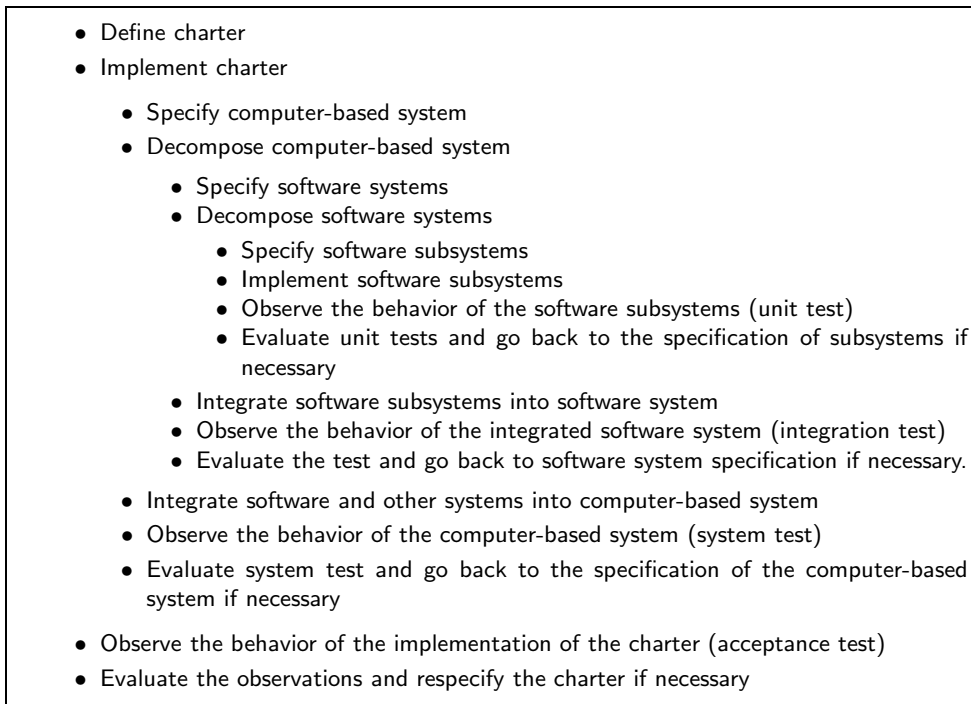 • Define charter
• Implement charter
• Specify computer-based system
• Decompose computer-based system
• Specify software systems
• Decompose software systems
• Specify software subsystems
• Implement software subsystems
• Observe the behavior of the software subsystems (unit test)
• Evaluate unit tests and go back to the specification of subsystems if
necessary
• Integrate software subsystems into software system
• Observe the behavior of the integrated software system (integration test)
• Evaluate the test and go back to software system specification if necessary.
• Integrate software and other systems into computer-based system
• Observe the behavior of the computer-based system (system test)
• Evaluate system test and go back to the specification of the computer-based
system if necessary
• Observe the behavior of the implementation of the charter (acceptance test)
• Evaluate the observations and respecify the charter if necessary